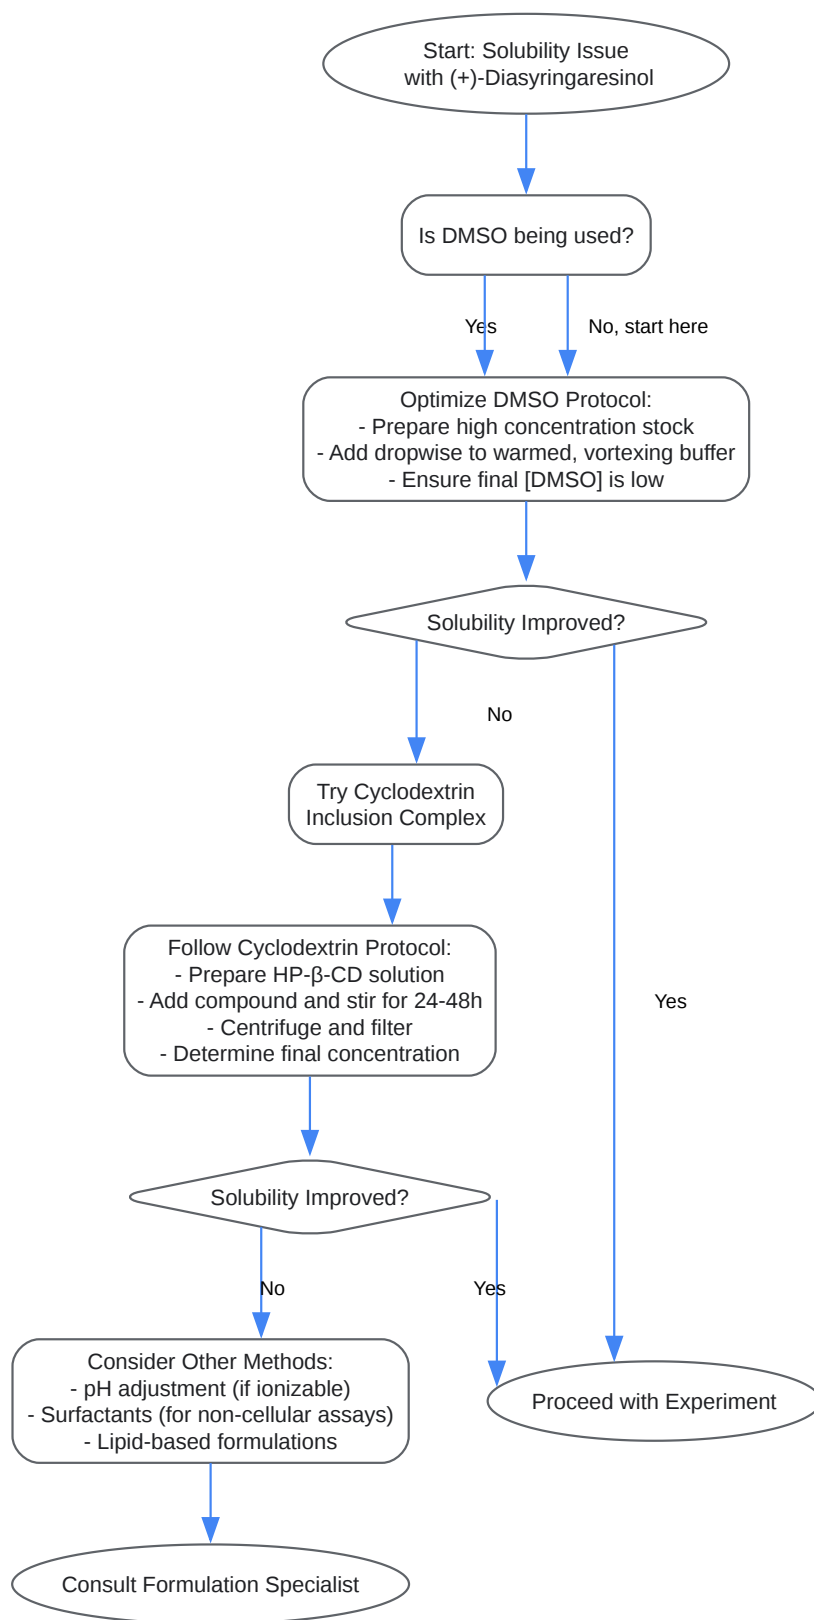 Start: Solubility Issue
with (+)-Diasyringaresinol
Is DMSO being used?
Yes
No, start here
Optimize DMSO Protocol:
- Prepare high concentration stock
- Add dropwise to warmed, vortexing buffer
- Ensure final [DMSO] is low
Solubility Improved?
No
Try Cyclodextrin
Inclusion Complex
Follow Cyclodextrin Protocol:
- Prepare HP-β-CD solution
- Add compound and stir for 24-48h
- Centrifuge and filter
- Determine final concentration
Yes
Solubility Improved?
No
Yes
Consider Other Methods:
- pH adjustment (if ionizable)
- Surfactants (for non-cellular assays)
- Lipid-based formulations
Proceed with Experiment
Consult Formulation Specialist